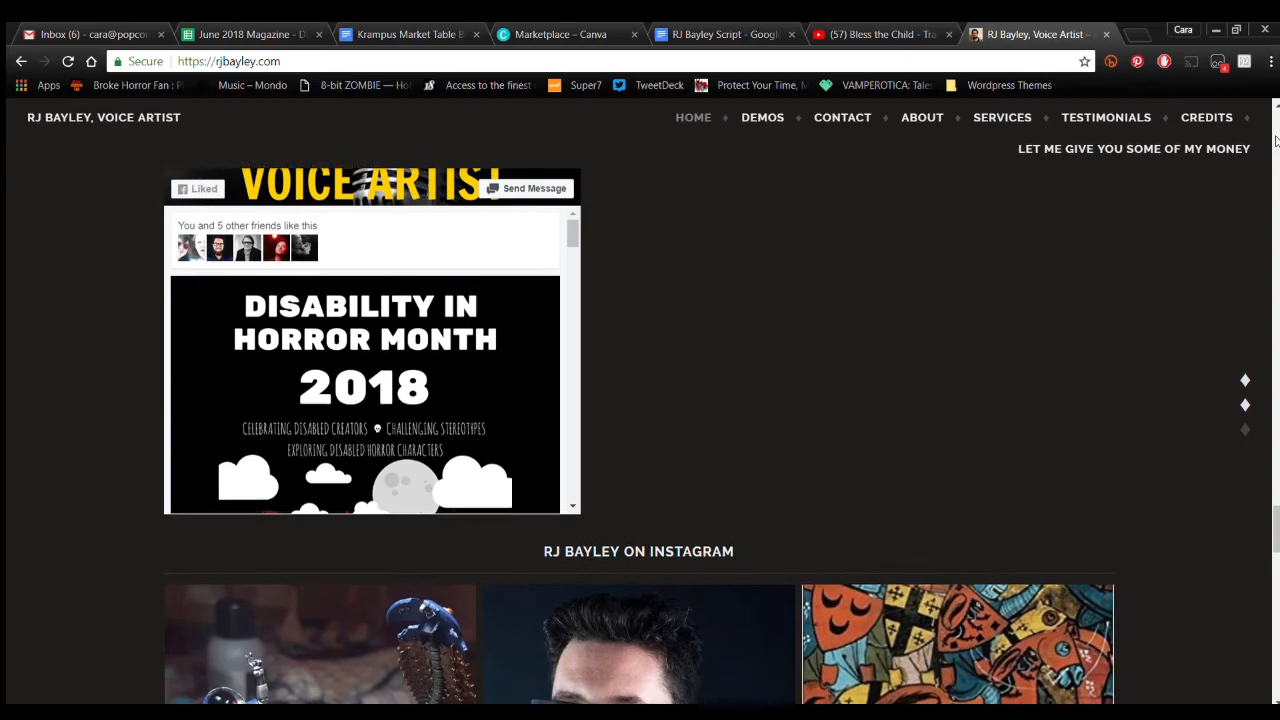 Inbox (6) - cara@popcor
June 2018 Magazine - D
Krampus Market Table B
Marketplace – Canva
RJ Bayley Script - Google
(57) Bless the Child - Tra
RJ Bayley, Voice Artist –
Cara
Secure
https://rjbayley.com
Apps
Broke Horror Fan : P
Music – Mondo
8-bit ZOMBIE — Ho
Access to the finest
Super7
TweetDeck
Protect Your Time, M
VAMPEROTICA: Tales
Wordpress Themes
RJ BAYLEY, VOICE ARTIST
HOME
DEMOS
CONTACT
ABOUT
SERVICES
TESTIMONIALS
CREDITS
LET ME GIVE YOU SOME OF MY MONEY
VOICE ARTIST
Liked
Send Message
You and 5 other friends like this
DISABILITY IN
HORROR MONTH
2018
CELEBRATING DISABLED CREATORS CHALLENGING STEREOTYPES
EXPLORING DISABLED HORROR CHARACTERS
RJ BAYLEY ON INSTAGRAM